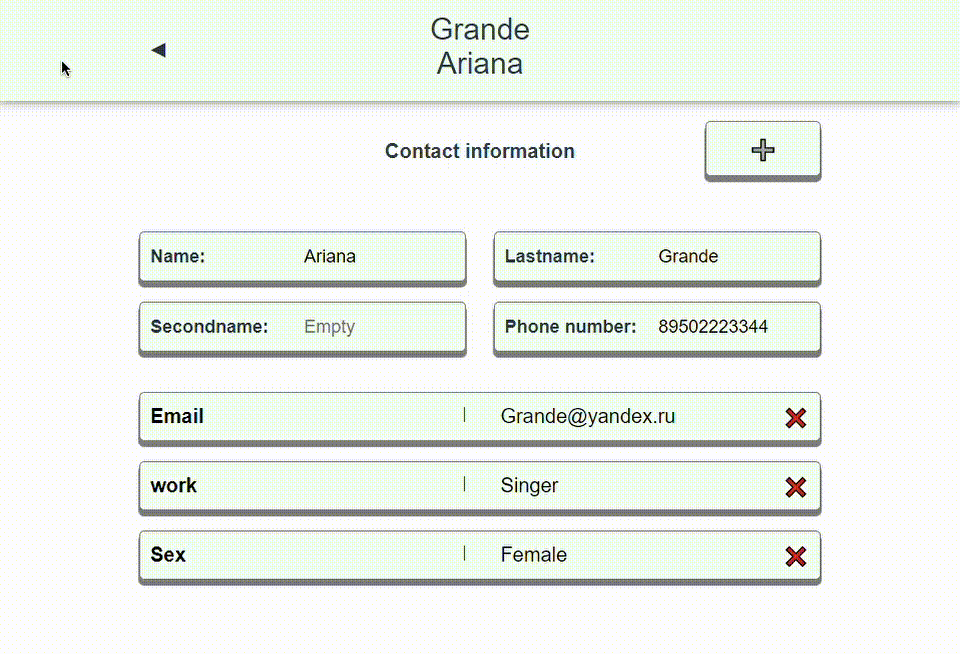 Grande
Ariana
Contact information
Name: Ariana
Lastname: Grande
Secondname: Empty
Phone number: 89502223344
Email | Grande@yandex.ru
work | Singer
Sex | Female